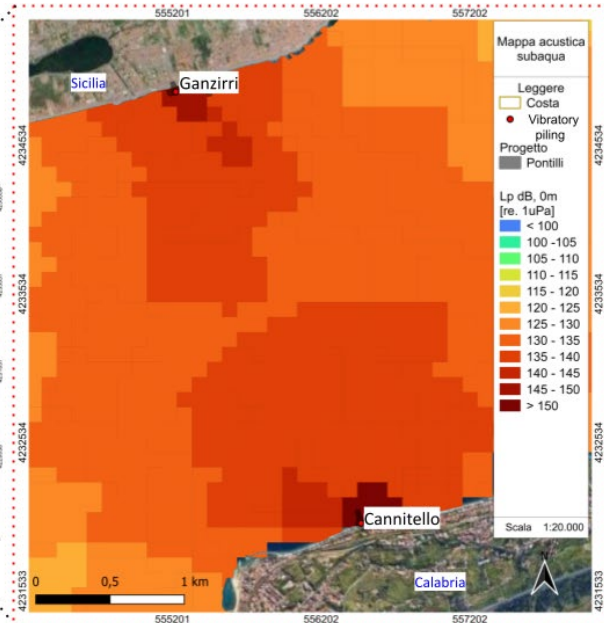 555201
556202
557202
Sicilia
Ganzirri
4234534
4233534
4232534
4231533
Cannitello
Calabria
0
0,5
1 km
555201
556202
557202
4234534
4233534
4232534
4231533
Mappa acustica
subaqua
Leggere
Costa
Vibratory
piling
Progetto
Pontilli
Lp dB, 0m
[re. 1uPa]
< 100
100 -105
105 - 110
110 - 115
115 - 120
120 - 125
125 - 130
130 - 135
135 - 140
140 - 145
145 - 150
> 150
Scala 1:20.000
N